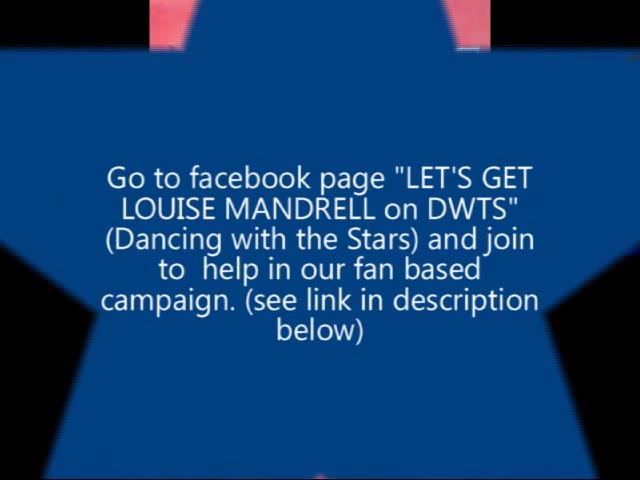 Go to facebook page "LET'S GET
LOUISE MANDRELL on DWTS"
(Dancing with the Stars) and join
to  help in our fan based
campaign. (see link in description
below)